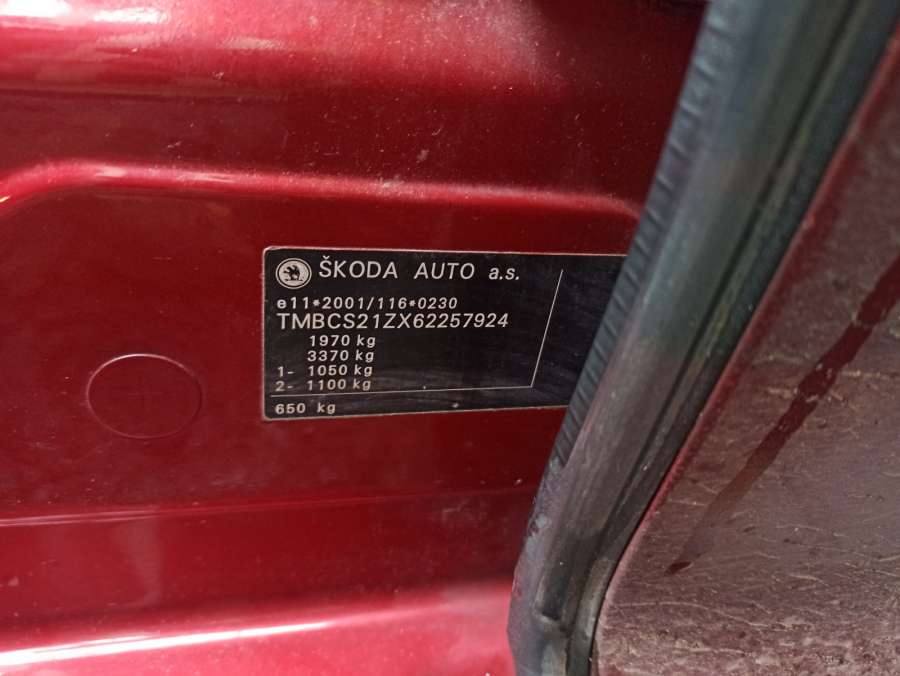 ŠKODA AUTO a.s.
e11*2001/116*0230
TMBCS21ZX62257924
1970 kg
3370 kg
1- 1050 kg
2- 1100 kg
650 kg